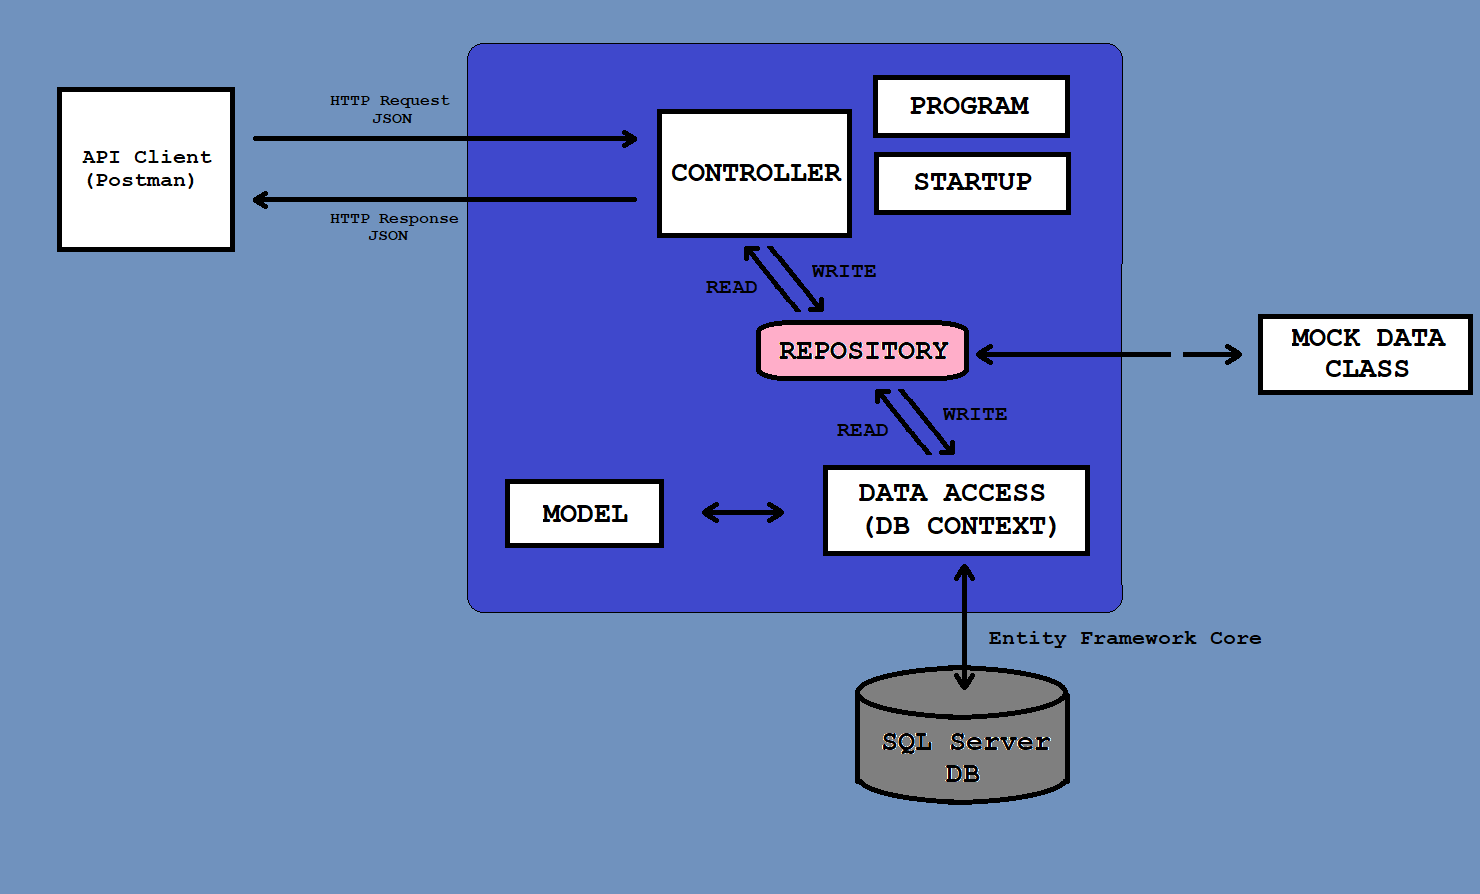 HTTP Request
JSON
API Client
(Postman)
HTTP Response
JSON
CONTROLLER
PROGRAM
STARTUP
READ
WRITE
REPOSITORY
MOCK DATA
CLASS
READ
WRITE
MODEL
DATA ACCESS
(DB CONTEXT)
Entity Framework Core
SQL Server
DB